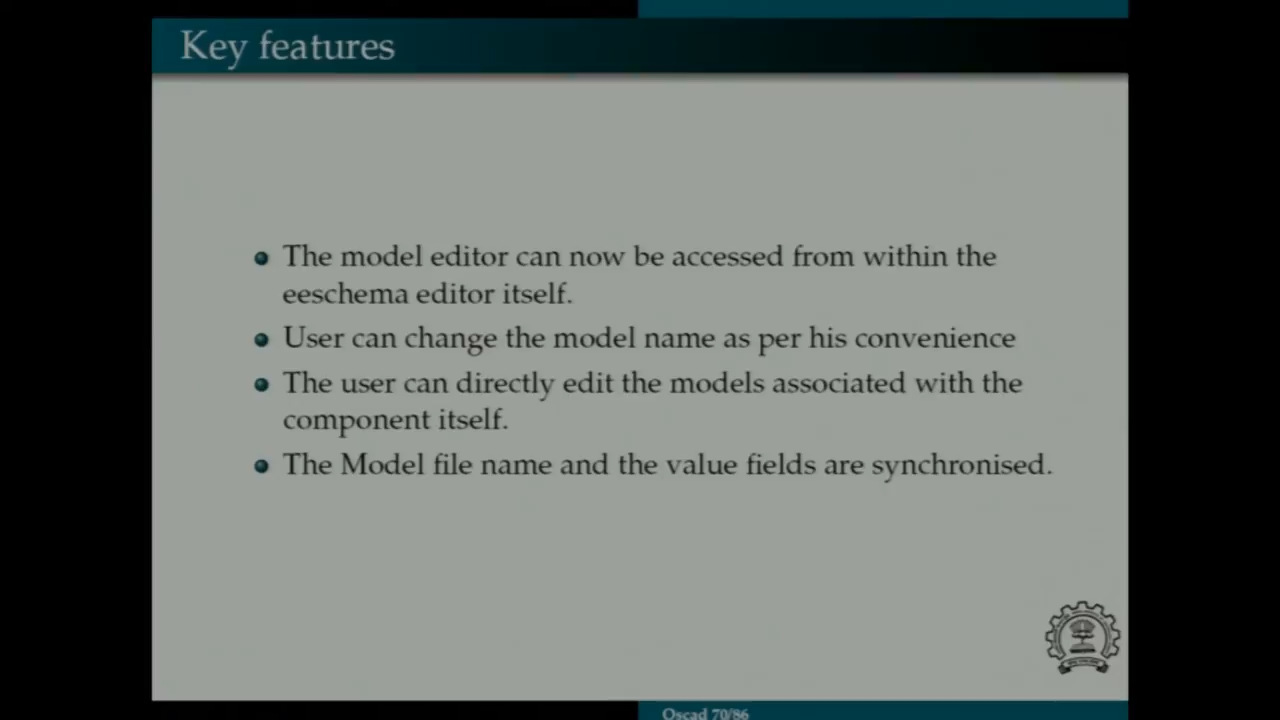 Key features
The model editor can now be accessed from within the
eeschema editor itself.
User can change the model name as per his convenience
The user can directly edit the models associated with the
component itself.
The Model file name and the value fields are synchronised.
Oscad 70/86